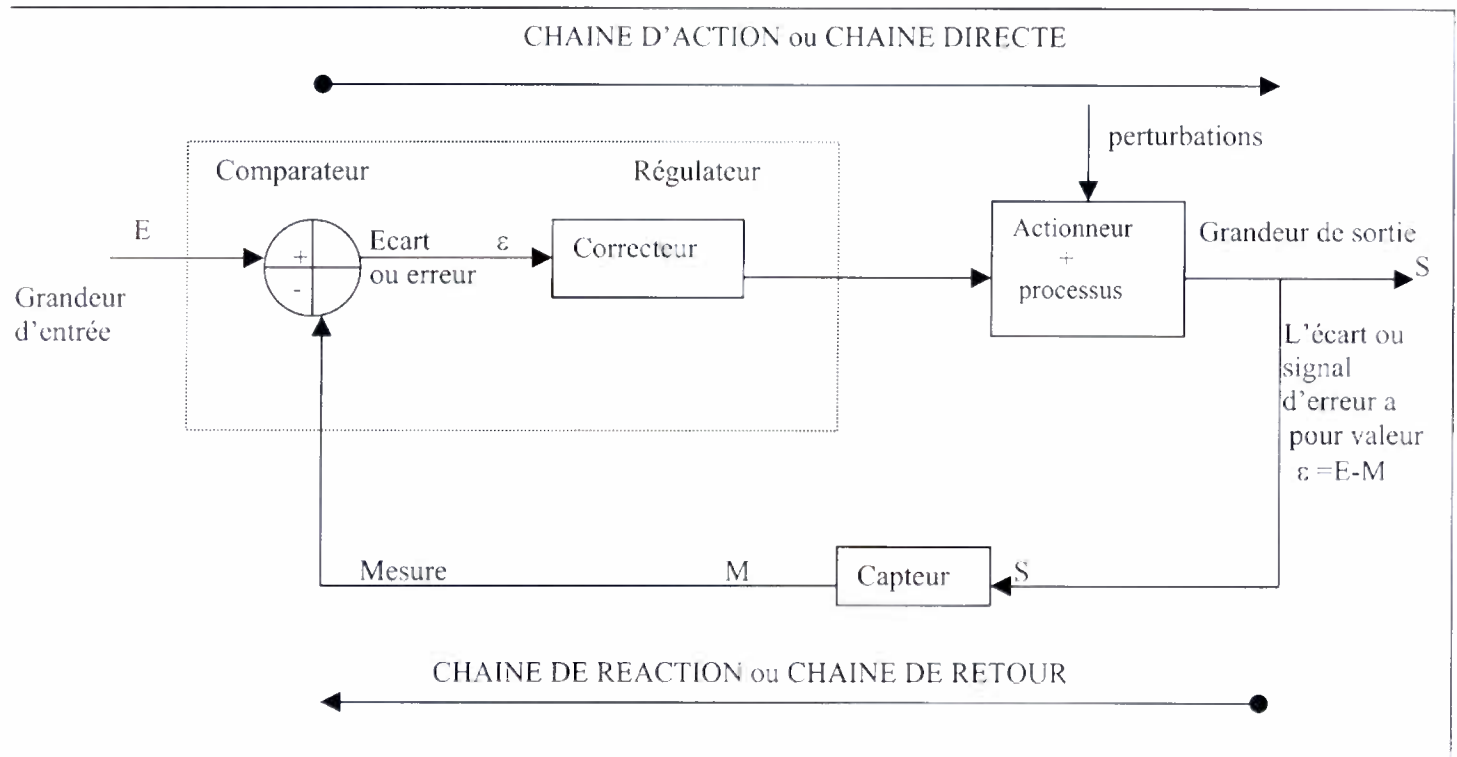 CHAINE D'ACTION ou CHAINE DIRECTE
perturbations
Comparateur
Régulateur
E
+
-
Ecart
ou erreur
ε
Correcteur
Actionneur
+
processus
Grandeur de sortie
S
Grandeur
d'entrée
L'écart ou
signal
d'erreur a
pour valeur
ε =E-M
Mesure
M
Capteur
S
CHAINE DE REACTION ou CHAINE DE RETOUR